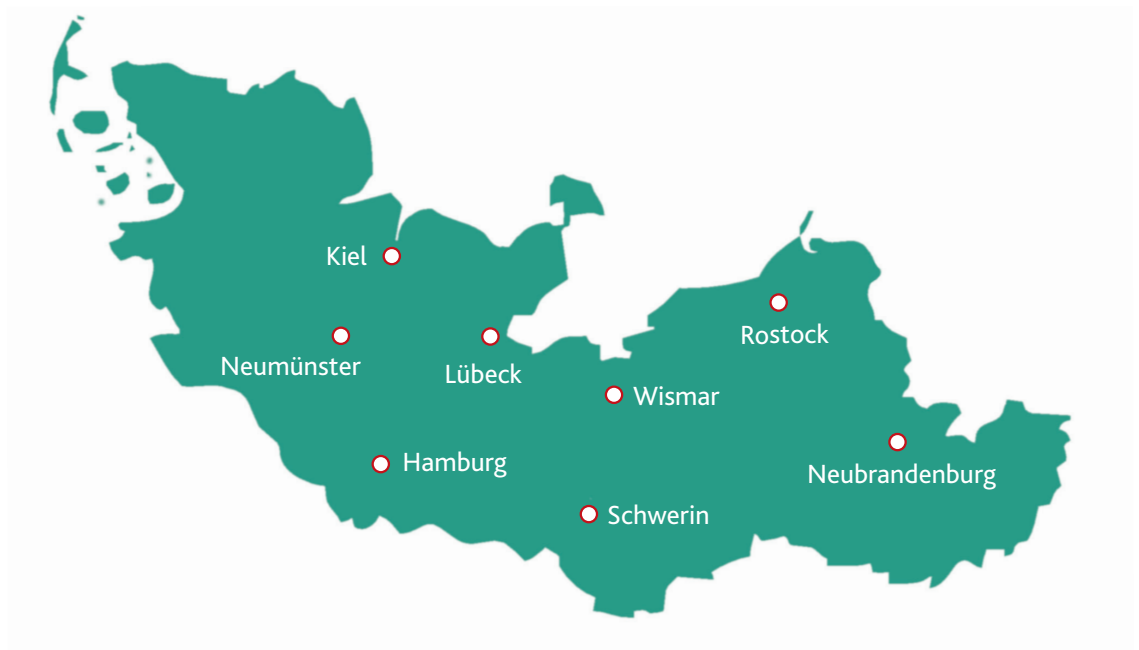 Kiel
Rostock
Neumünster
Lübeck
Wismar
Hamburg
Neubrandenburg
Schwerin